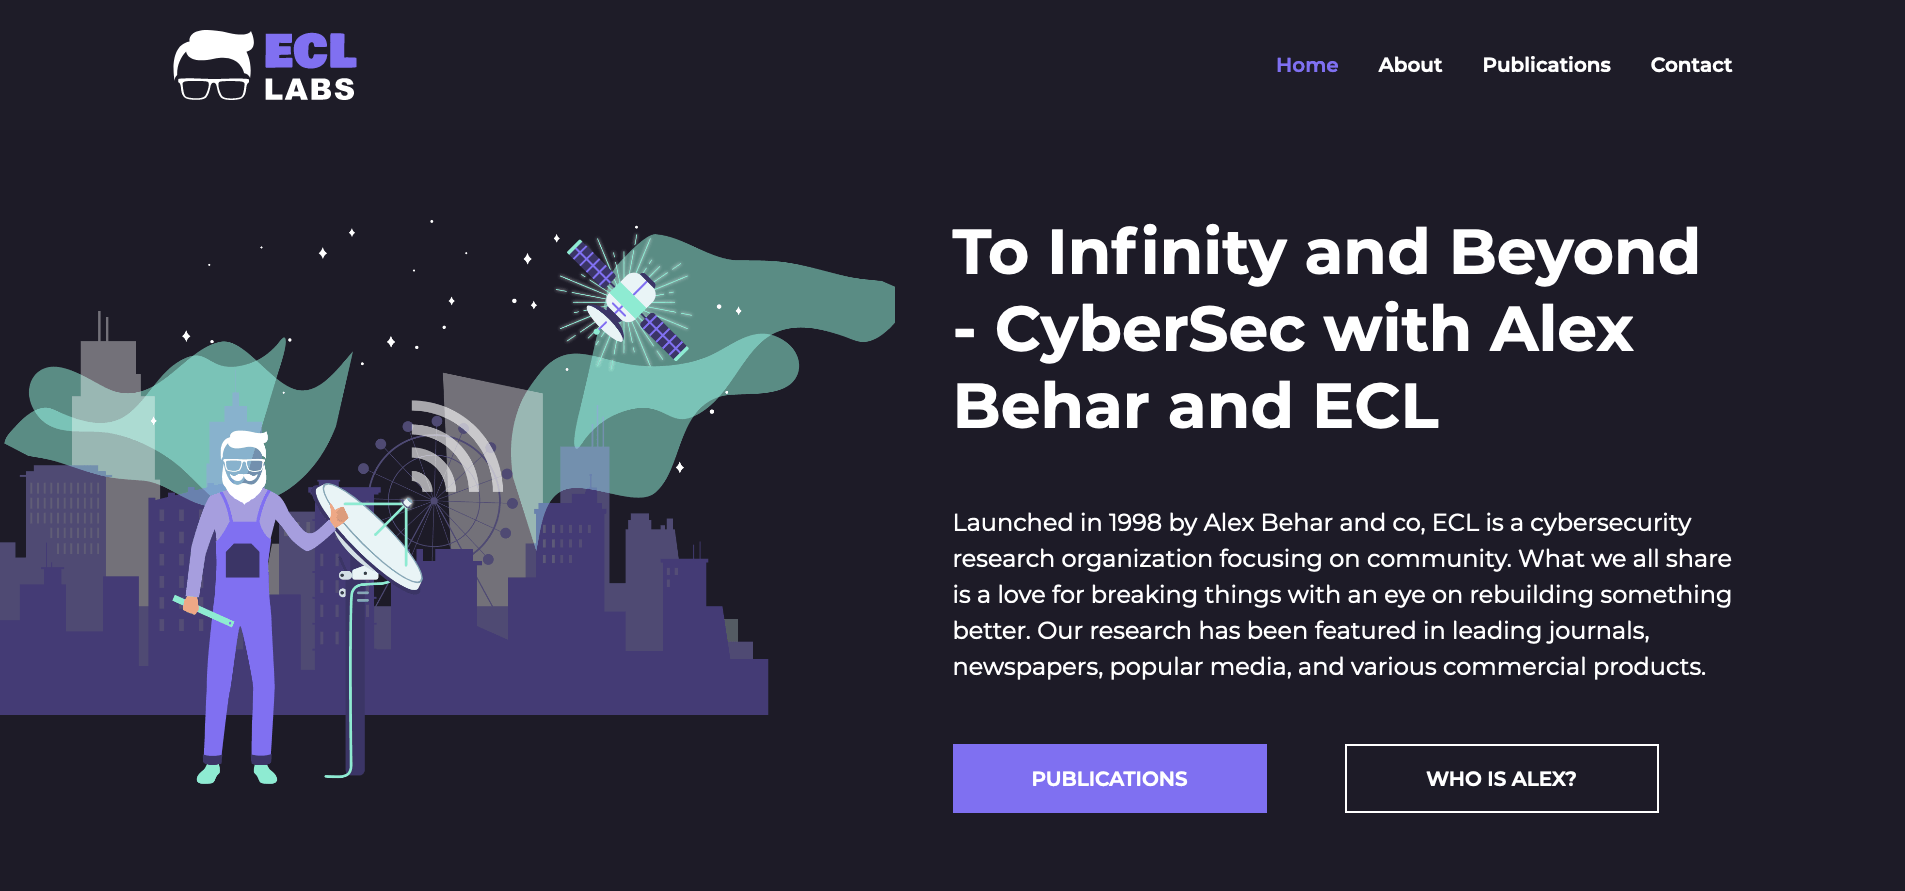 ECL
LABS
Home
About
Publications
Contact
To Infinity and Beyond
- CyberSec with Alex
Behar and ECL
Launched in 1998 by Alex Behar and co, ECL is a cybersecurity
research organization focusing on community. What we all share
is a love for breaking things with an eye on rebuilding something
better. Our research has been featured in leading journals,
newspapers, popular media, and various commercial products.
PUBLICATIONS
WHO IS ALEX?